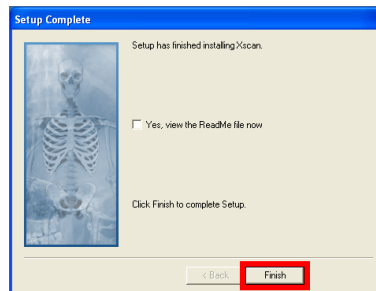 Setup Complete
Setup has finished installing Xscan.
Yes, view the ReadMe file now
Click Finish to complete Setup.
< Back
Finish